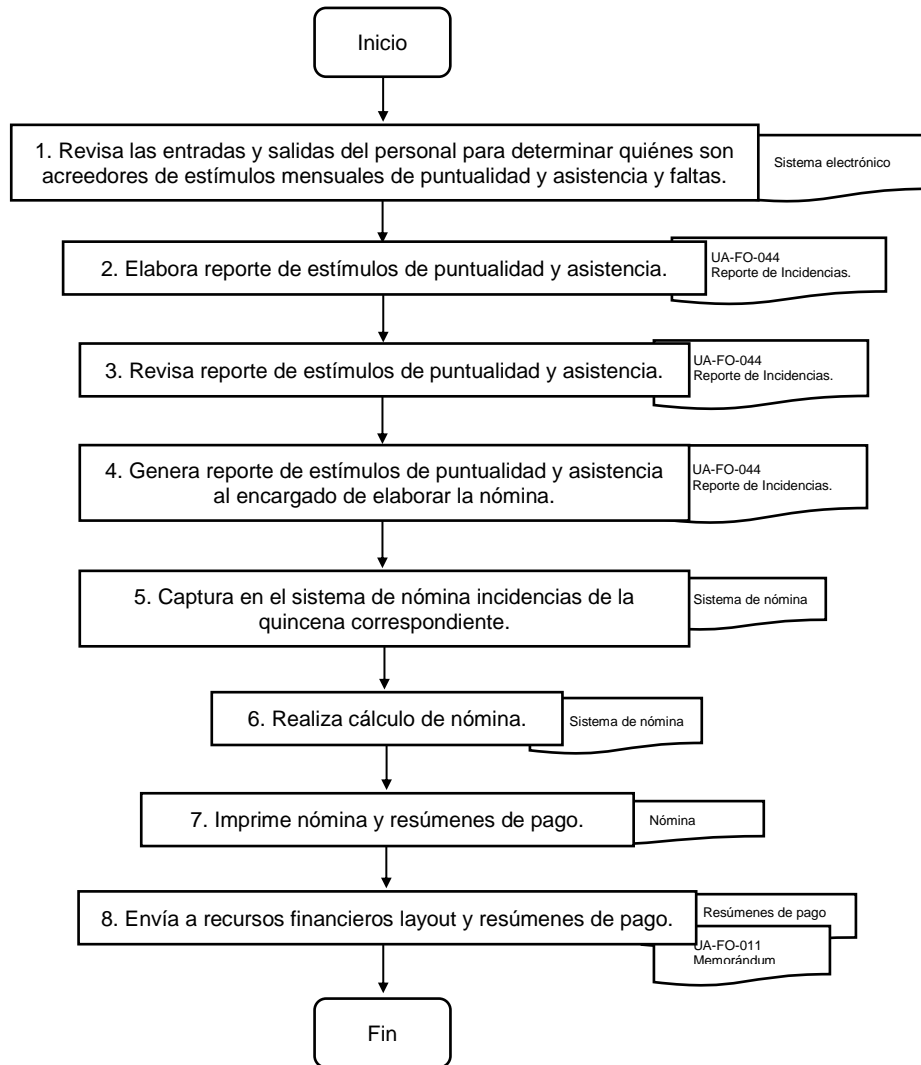 Inicio
1. Revisa las entradas y salidas del personal para determinar quiénes son
acreedores de estímulos mensuales de puntualidad y asistencia y faltas.
Sistema electrónico
2. Elabora reporte de estímulos de puntualidad y asistencia.
UA-FO-044
Reporte de Incidencias.
3. Revisa reporte de estímulos de puntualidad y asistencia.
UA-FO-044
Reporte de Incidencias.
4. Genera reporte de estímulos de puntualidad y asistencia
al encargado de elaborar la nómina.
UA-FO-044
Reporte de Incidencias.
5. Captura en el sistema de nómina incidencias de la
quincena correspondiente.
Sistema de nómina
6. Realiza cálculo de nómina.
Sistema de nómina
7. Imprime nómina y resúmenes de pago.
Nómina
8. Envía a recursos financieros layout y resúmenes de pago.
Resúmenes de pago
UA-FO-011
Memorándum
Fin